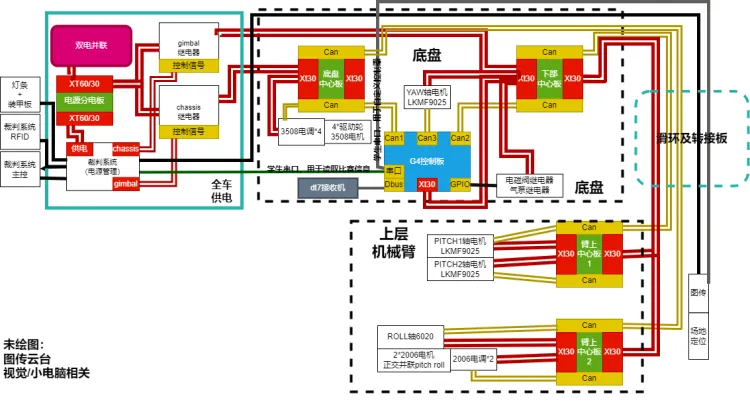 双电并联
XT60/30
电源分电板
XT60/30
gimbal
继电器
控制信号
chassis
继电器
控制信号
灯条
+
装甲板
裁判系统
RFID
裁判系统
主控
供电
chassis
裁判系统
(电源管理)
gimbal
全车
供电
Can
Xt30
底盘
中心板
Xt30
Can
底盘
3508电调*4
4*驱动轮
3508电机
YAW轴电机
LKMF9025
Can
Xt30
下部
中心板
Xt30
Can
Can1
Can3
Can2
G4控制板
串口
Dbus
Xt30
GPIO
学生串口,用于读取比赛信息
dt7接收机
电磁阀继电器
气泵继电器
底盘
滑环及转接板
上层
机械臂
PITCH1轴电机
LKMF9025
PITCH2轴电机
LKMF9025
Can
Xt30
臂上
中心板
1
Xt30
Can
图传
场地
定位
ROLL轴6020
2*2006电机
正交并联pitch roll
2006电调*2
Can
Xt30
臂上
中心板
2
Xt30
Can
未绘图:
图传云台
视觉/小电脑相关